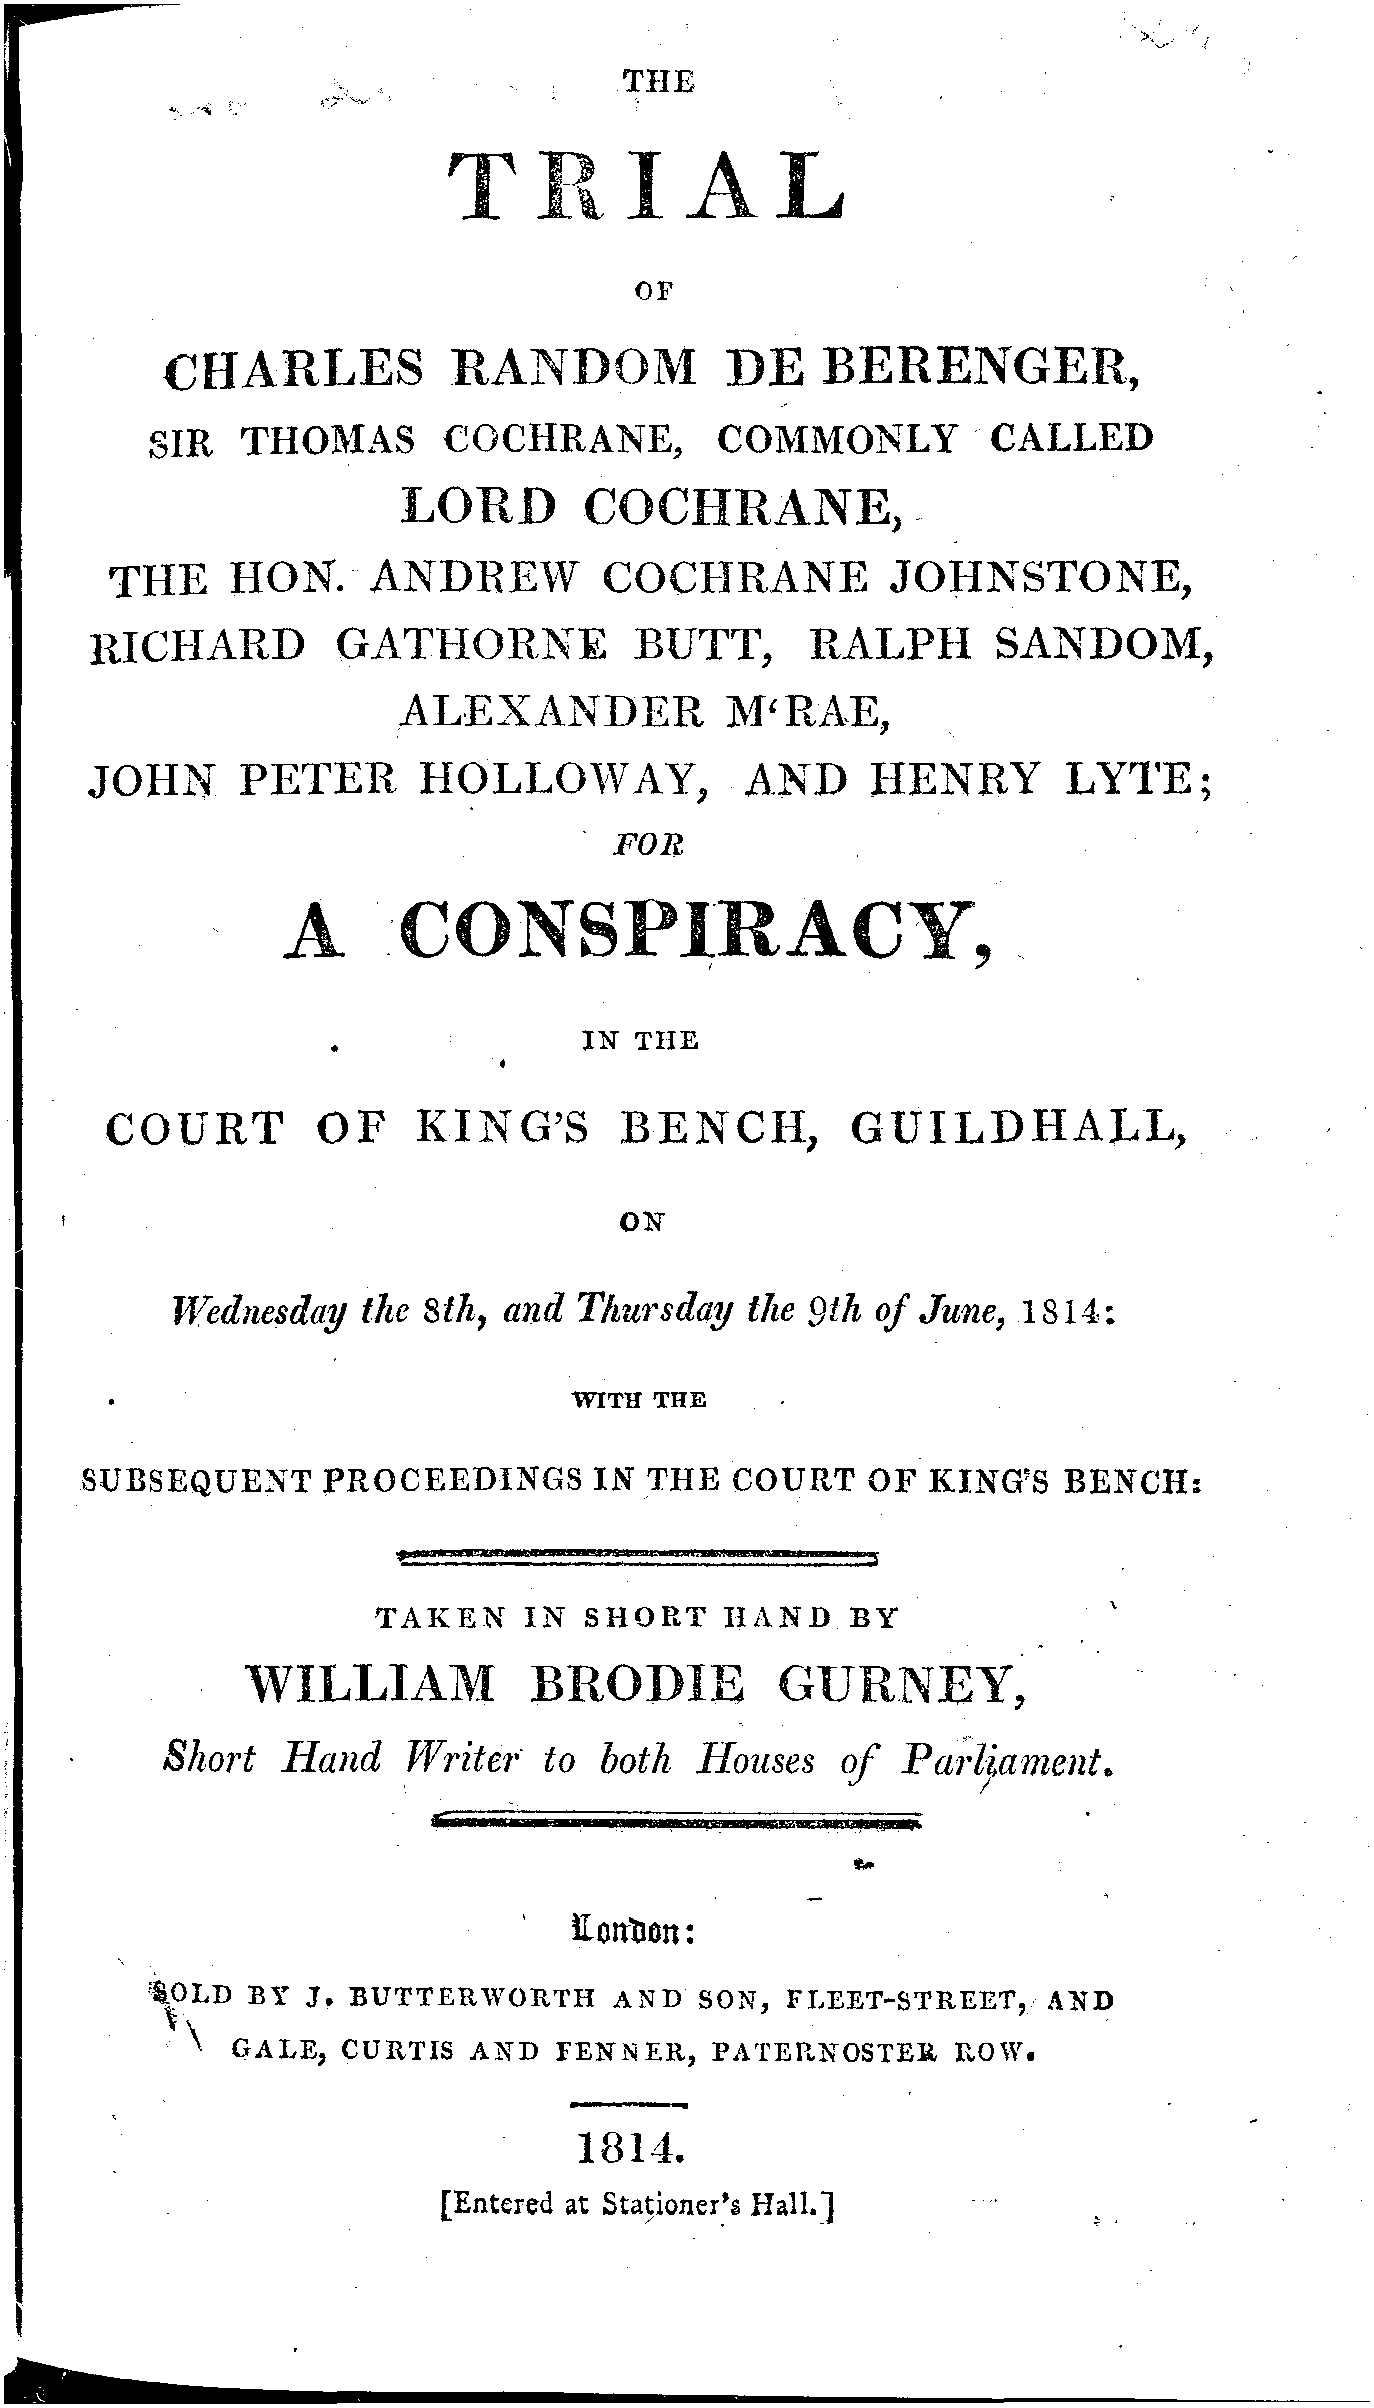 THE
TRIAL
OF
CHARLES RANDOM DE BERENGER,
SIR THOMAS COCHRANE, COMMONLY CALLED
LORD COCHRANE,
THE HON. ANDREW COCHRANE JOHNSTONE,
RICHARD GATHORNE BUTT, RALPH SANDOM,
ALEXANDER M‘RAE,
JOHN PETER HOLLOWAY, AND HENRY LYTE;
FOR
A CONSPIRACY,
IN THE
COURT OF KING'S BENCH, GUILDHALL,
ON
Wednesday the 8th, and Thursday the 9th of June, 1814:
WITH THE
SUBSEQUENT PROCEEDINGS IN THE COURT OF KING'S BENCH:
TAKEN IN SHORT HAND BY
WILLIAM BRODIE GURNEY,
Short Hand Writer to both Houses of Parliament.
London:
SOLD BY J. BUTTERWORTH AND SON, FLEET-STREET, AND
GALE, CURTIS AND FENNER, PATERNOSTER ROW.
1814.
[Entered at Stationer's Hall.]